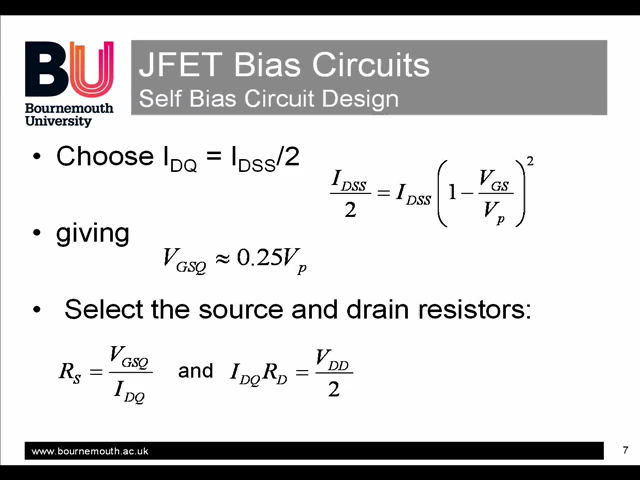 BU
Bournemouth
University
JFET Bias Circuits
Self Bias Circuit Design
• Choose I_DQ = I_DSS/2
I_DSS/2 = I_DSS (1 − V_GS/V_p)^2
• giving
V_GSQ ≈ 0.25V_p
• Select the source and drain resistors:
R_S = V_GSQ/I_DQ and I_DQ R_D = V_DD/2
www.bournemouth.ac.uk 7